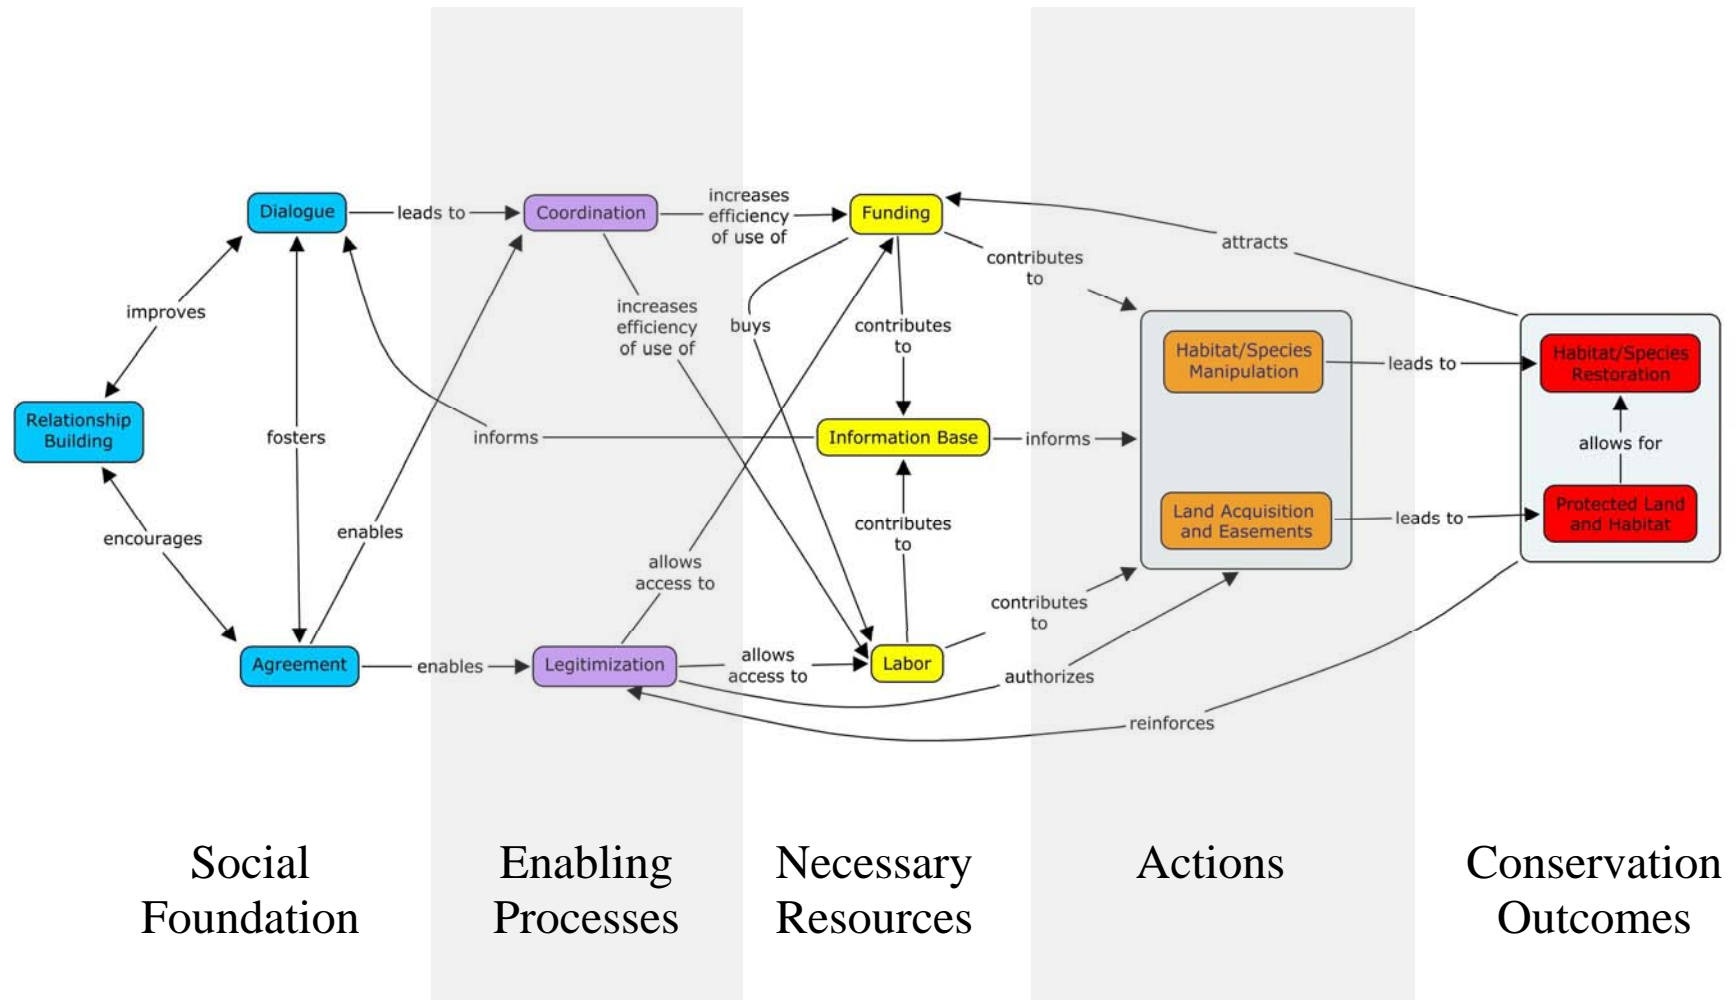 Dialogue
leads to
Coordination
increases
efficiency
of use of
Funding
attracts
contributes
to
improves
increases
efficiency
of use of
buys
contributes
to
Habitat/Species
Manipulation
leads to
Habitat/Species
Restoration
Relationship
Building
fosters
informs
Information Base
informs
allows for
encourages
enables
contributes
to
Land Acquisition
and Easements
leads to
Protected Land
and Habitat
allows
access to
contributes
to
Agreement
enables
Legitimization
allows
access to
Labor
authorizes
reinforces
Social
Foundation
Enabling
Processes
Necessary
Resources
Actions
Conservation
Outcomes